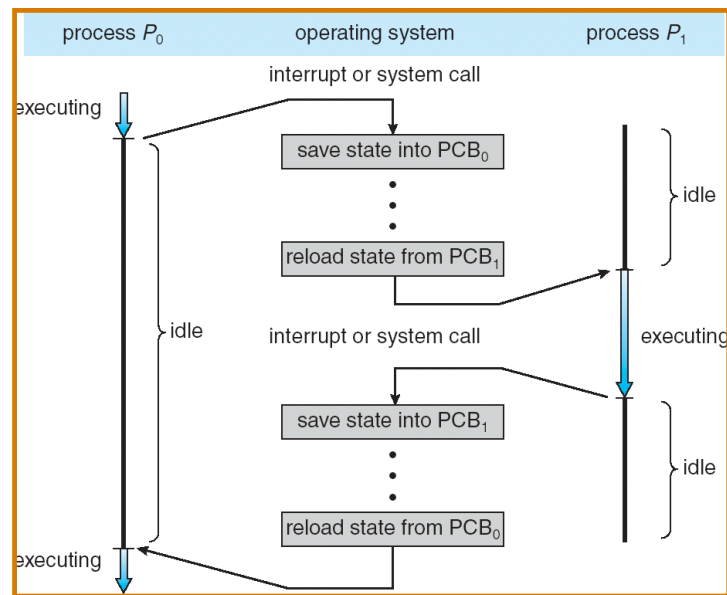 process P₀ operating system process P₁
interrupt or system call
executing
save state into PCB₀
idle
reload state from PCB₁
interrupt or system call
idle
executing
save state into PCB₁
idle
reload state from PCB₀
executing